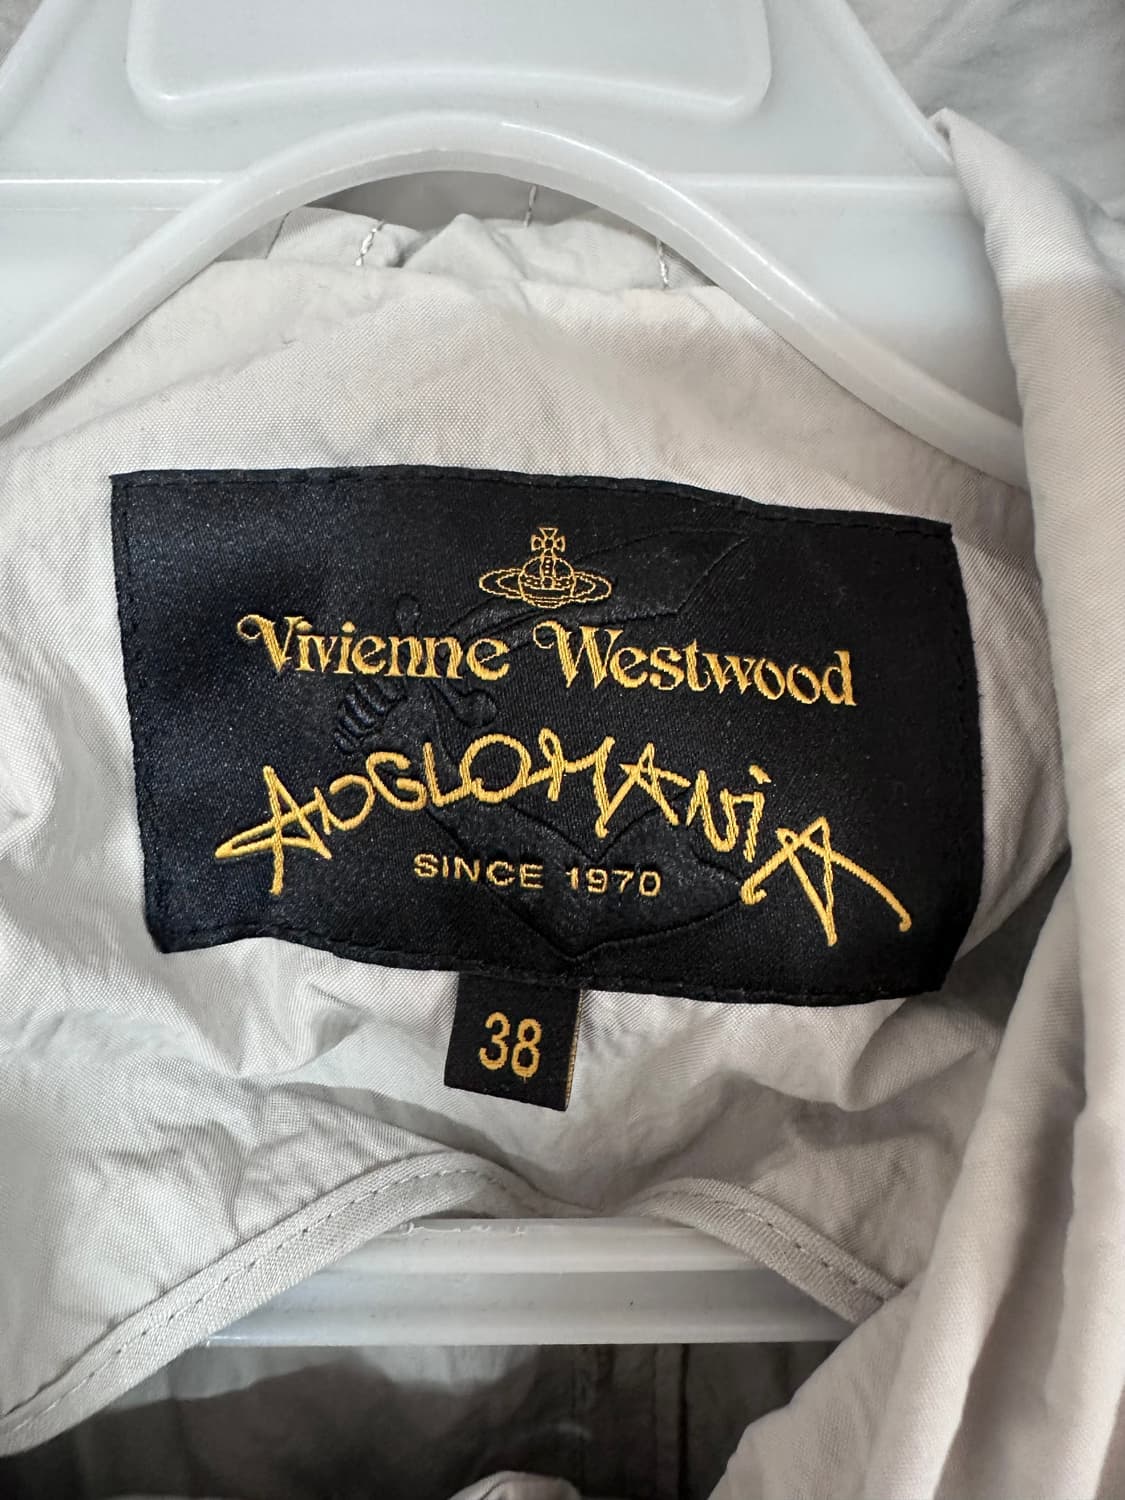 Vivienne Westwood
ANGLOMANiA
SINCE 1970
38